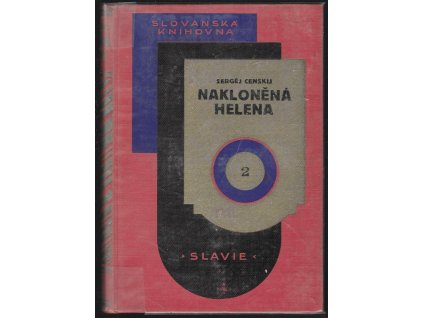 SLOVANSKÁ
KNIHOVNA
SERGĚJ CENSKIJ
NAKLONĚNÁ
HELENA
2
› SLAVIE ‹